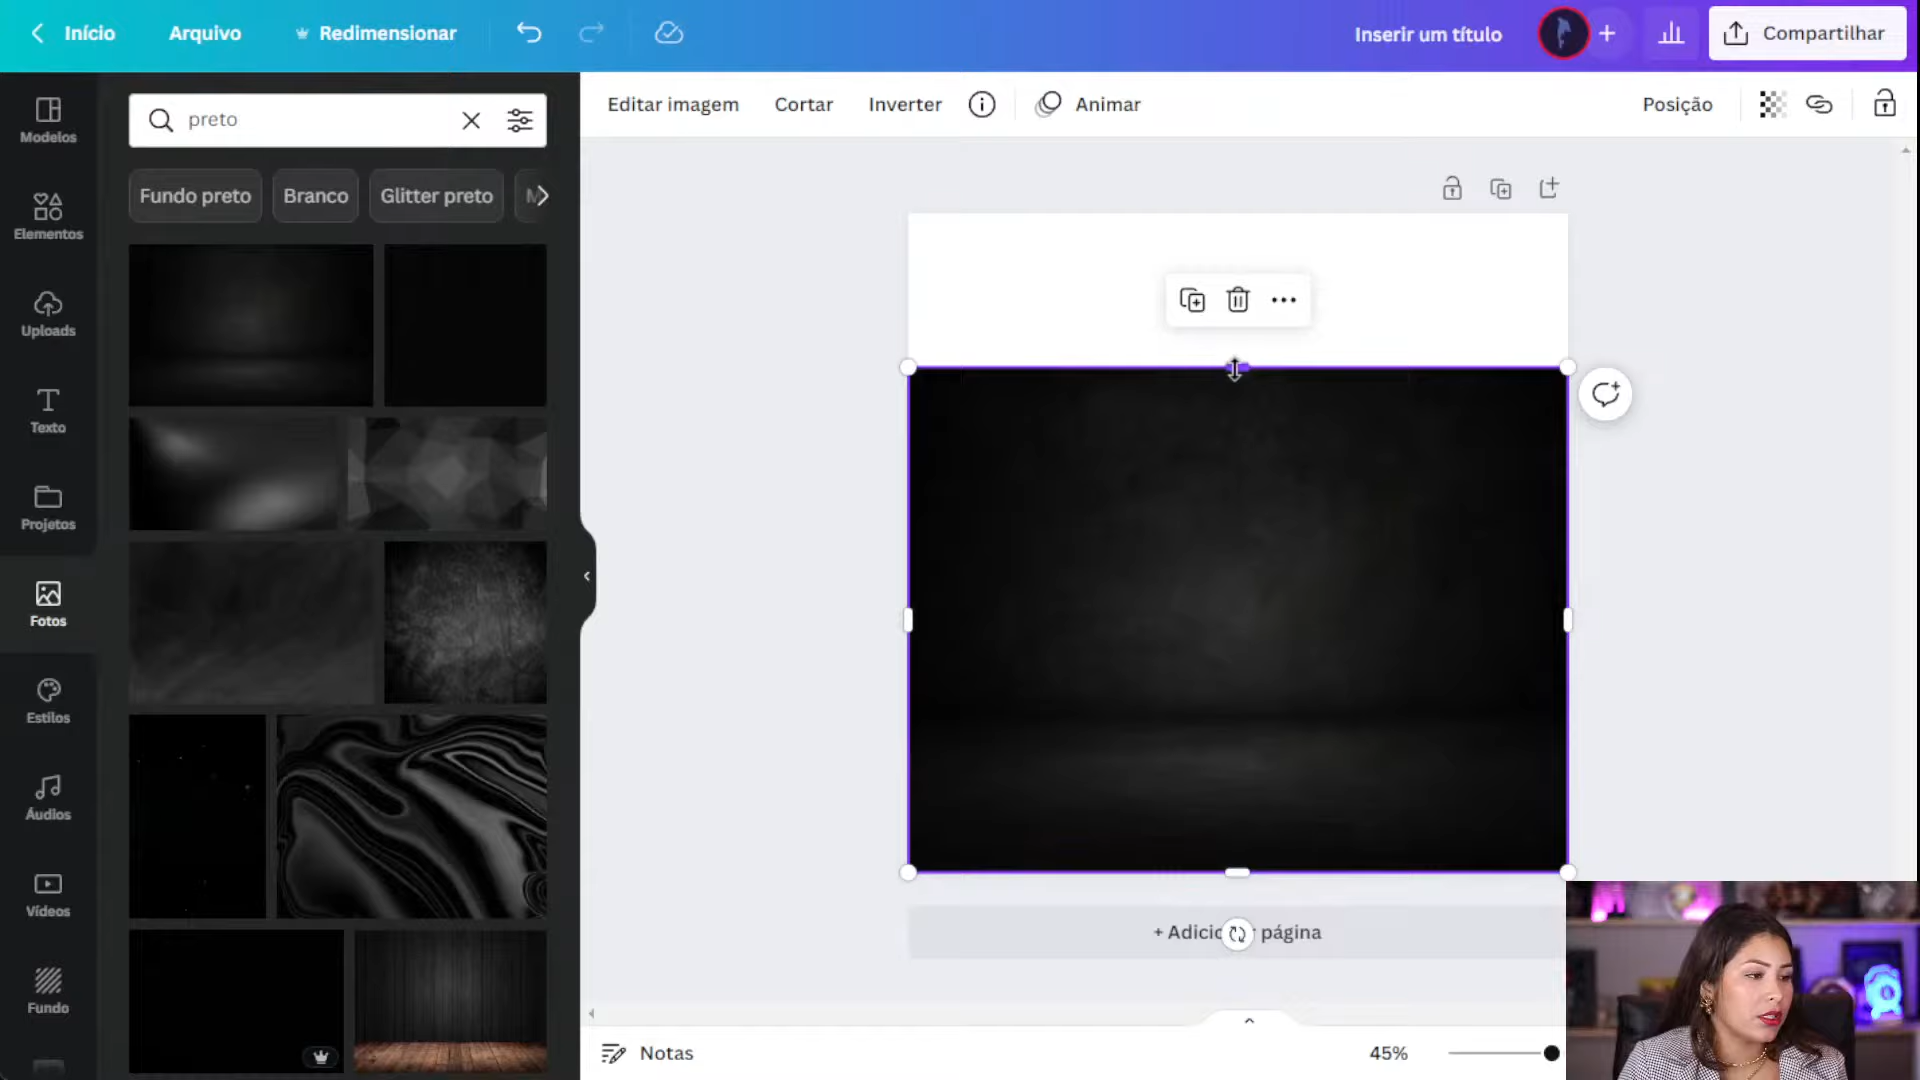 Início
Arquivo
Redimensionar
Inserir um título
Compartilhar
Modelos
Elementos
Uploads
Texto
Projetos
Fotos
Estilos
Áudios
Vídeos
Fundo
preto
Fundo preto
Branco
Glitter preto
Editar imagem
Cortar
Inverter
Animar
Posição
+ Adicio página
Notas
45%